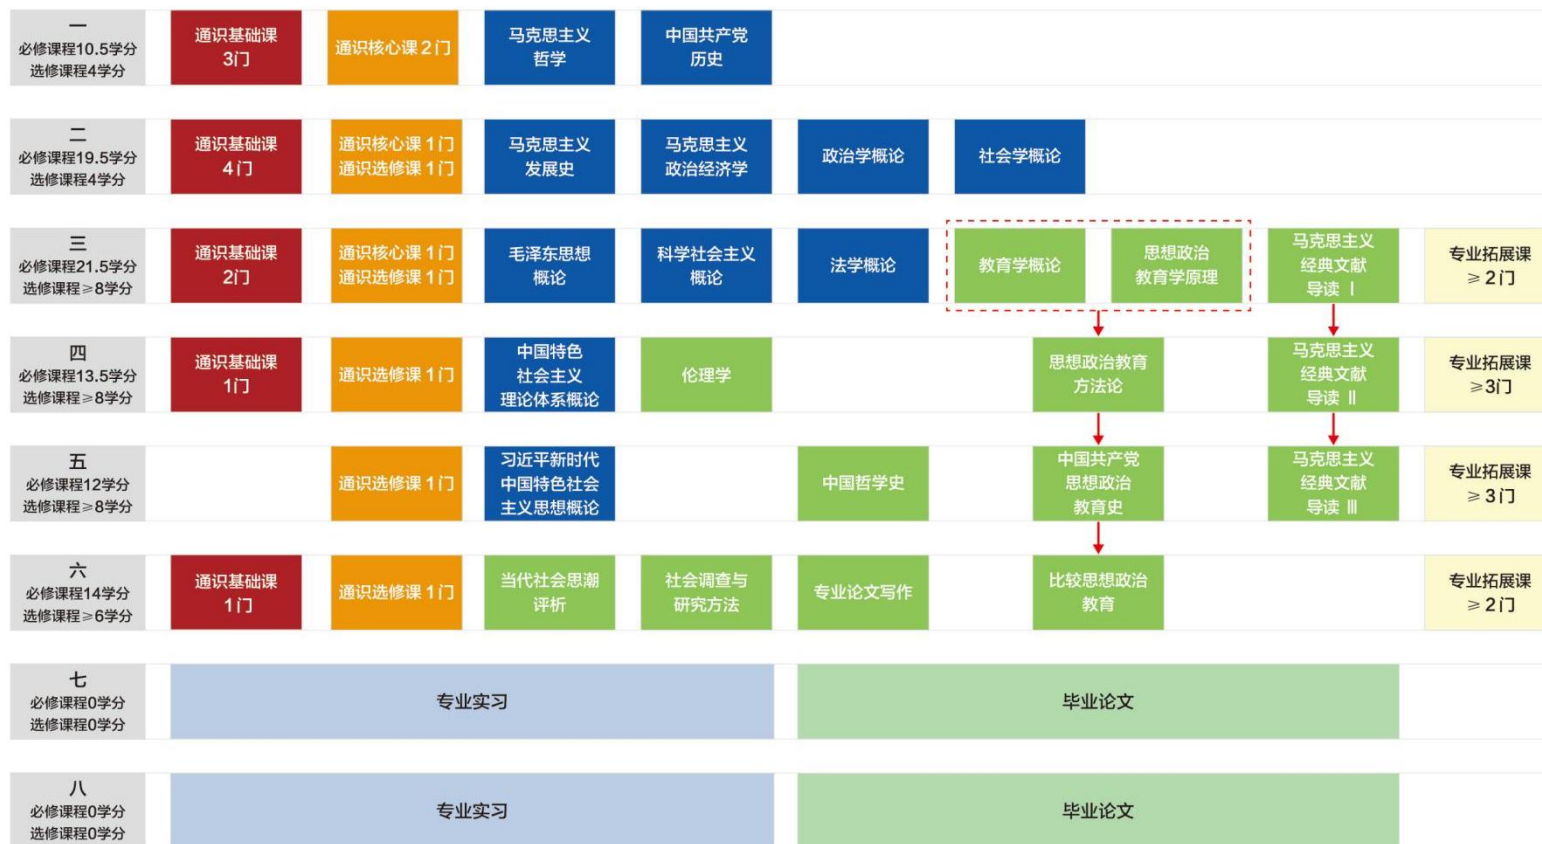 一
必修课程10.5学分
选修课程4学分
通识基础课
3门
通识核心课 2 门
马克思主义
哲学
中国共产党
历史
二
必修课程19.5学分
选修课程4学分
通识基础课
4门
通识核心课 1 门
通识选修课 1 门
马克思主义
发展史
马克思主义
政治经济学
政治学概论
社会学概论
三
必修课程21.5学分
选修课程≥8学分
通识基础课
2门
通识核心课 1 门
通识选修课 1 门
毛泽东思想
概论
科学社会主义
概论
法学概论
教育学概论
思想政治
教育学原理
马克思主义
经典文献
导读 Ⅰ
专业拓展课
≥ 2 门
四
必修课程13.5学分
选修课程≥8学分
通识基础课
1门
通识选修课 1 门
中国特色
社会主义
理论体系概论
伦理学
思想政治教育
方法论
马克思主义
经典文献
导读 Ⅱ
专业拓展课
≥3门
五
必修课程12学分
选修课程≥8学分
通识选修课 1 门
习近平新时代
中国特色社会
主义思想概论
中国哲学史
中国共产党
思想政治
教育史
马克思主义
经典文献
导读 Ⅲ
专业拓展课
≥ 3 门
六
必修课程14学分
选修课程≥6学分
通识基础课
1门
通识选修课 1 门
当代社会思潮
评析
社会调查与
研究方法
专业论文写作
比较思想政治
教育
专业拓展课
≥ 2 门
七
必修课程0学分
选修课程0学分
专业实习
毕业论文
八
必修课程0学分
选修课程0学分
专业实习
毕业论文